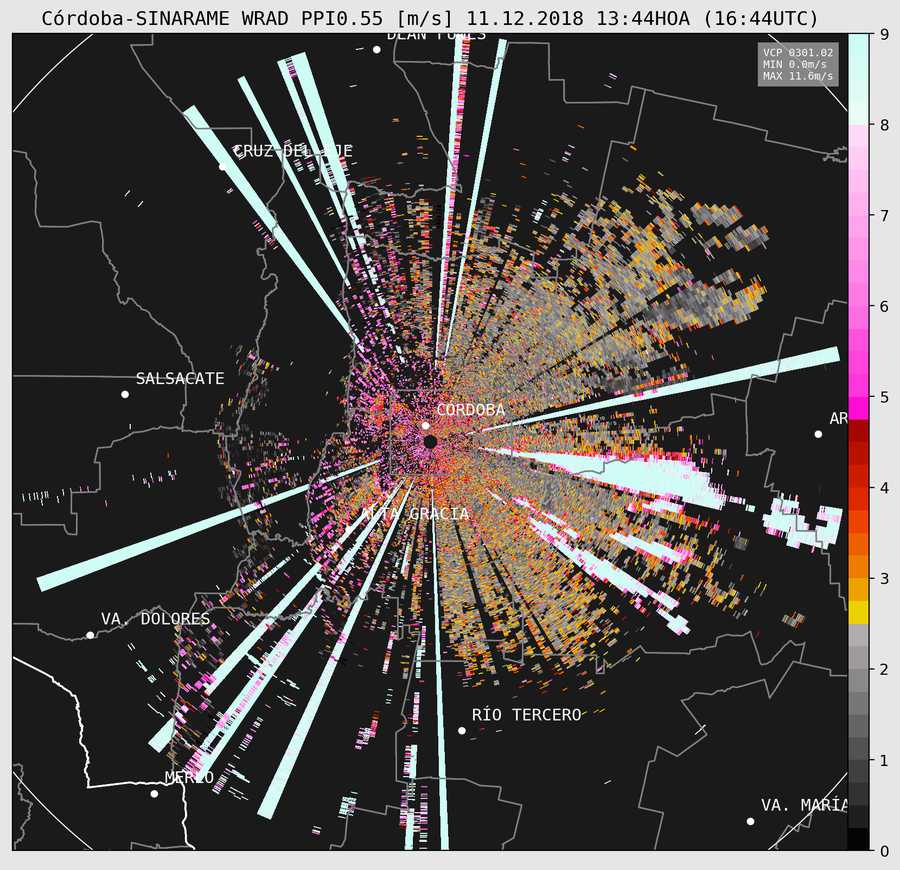 Córdoba-SINARAME WRAD PPI0.55 [m/s] 11.12.2018 13:44HOA (16:44UTC)
DEAN FUNES
VCP 0301.02
MIN 0.0m/s
MAX 11.6m/s
CRUZ DEL EJE
SALSACATE
CORDOBA
AR
ALTA GRACIA
VA. DOLORES
RÍO TERCERO
MERLO
VA. MARÍA
9
8
7
6
5
4
3
2
1
0